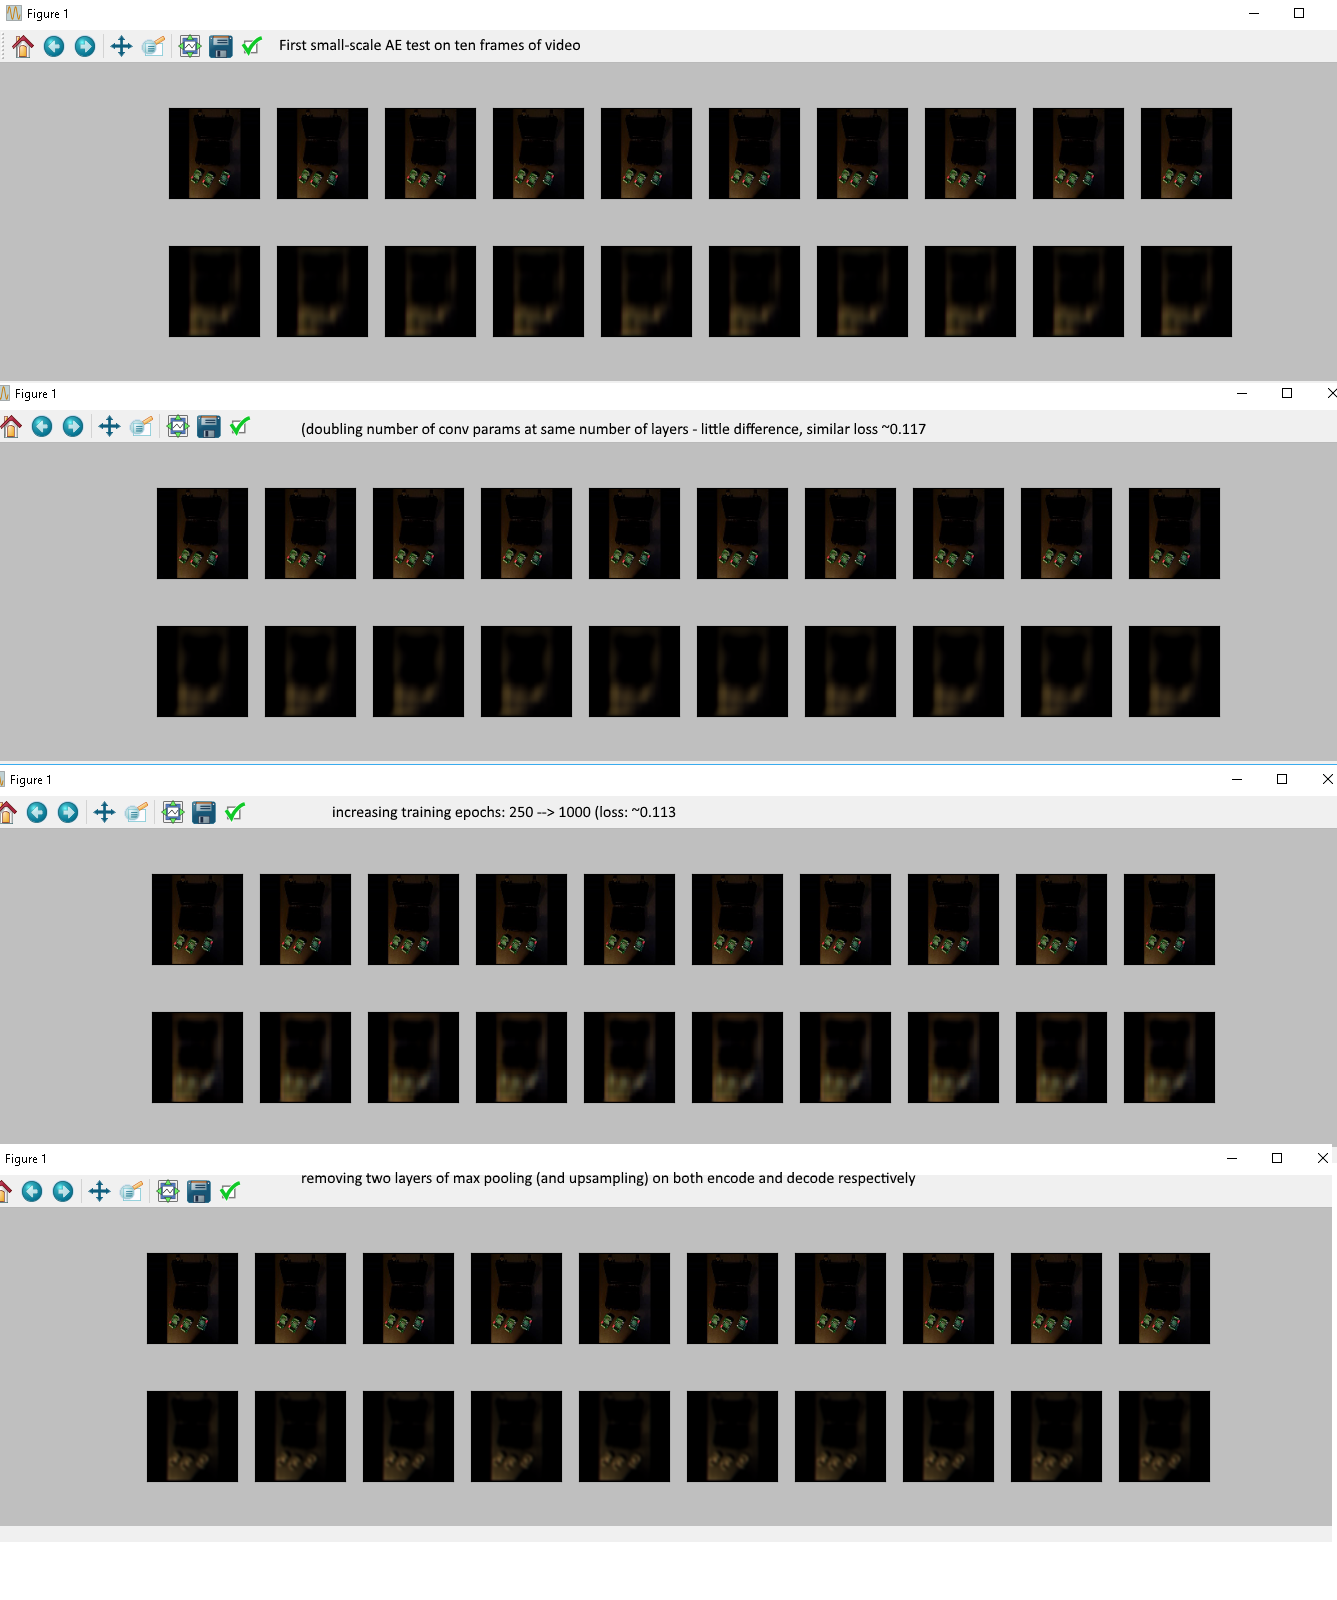 Figure 1
First small-scale AE test on ten frames of video
Figure 1
(doubling number of conv params at same number of layers - little difference, similar loss ~0.117
Figure 1
increasing training epochs: 250 --> 1000 (loss: ~0.113
Figure 1
removing two layers of max pooling (and upsampling) on both encode and decode respectively